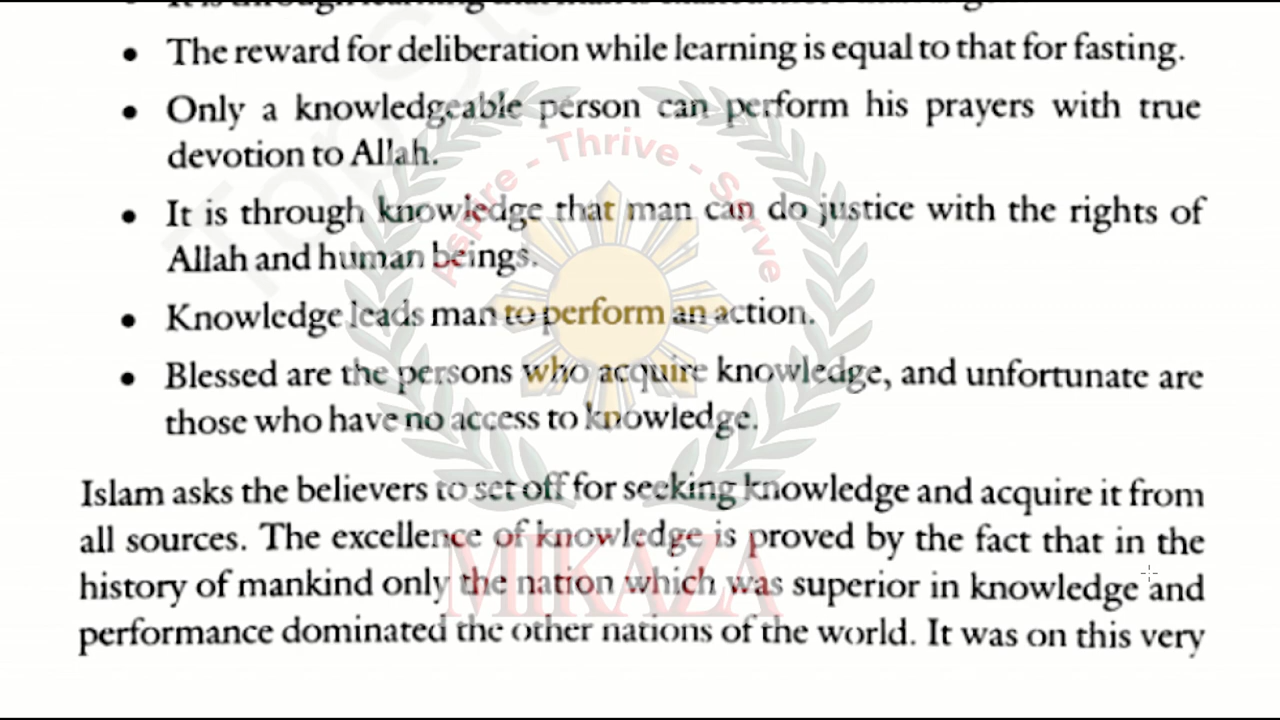 • The reward for deliberation while learning is equal to that for fasting.
• Only a knowledgeable person can perform his prayers with true
devotion to Allah.
• It is through knowledge that man can do justice with the rights of
Allah and human beings.
• Knowledge leads man to perform an action.
• Blessed are the persons who acquire knowledge, and unfortunate are
those who have no access to knowledge.
Islam asks the believers to set off for seeking knowledge and acquire it from
all sources. The excellence of knowledge is proved by the fact that in the
history of mankind only the nation which was superior in knowledge and
performance dominated the other nations of the world. It was on this very
Aspire - Thrive - Serve
MIKAZA